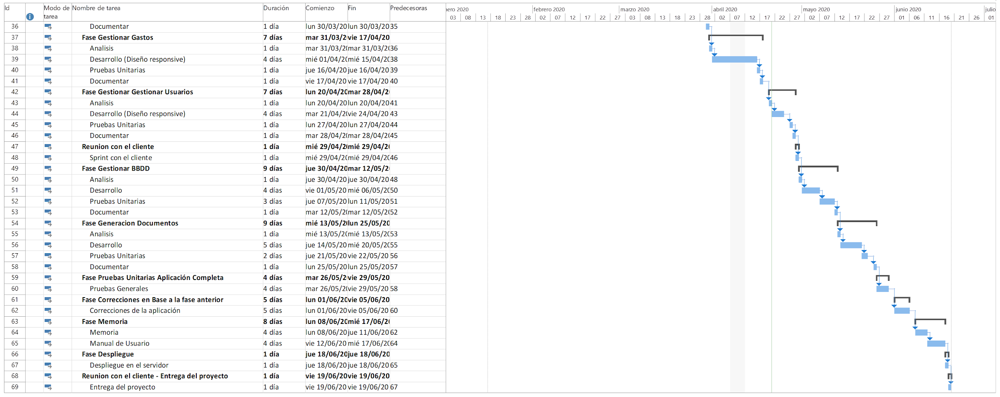 Id Modo de tarea Nombre de tarea Duración Comienzo Fin Predecesoras
nero 2020 febrero 2020 marzo 2020 abril 2020 mayo 2020 junio 2020 julio
03 08 13 18 23 28 02 07 12 17 22 27 03 08 13 18 23 28 02 07 12 17 22 27 02 07 12 17 22 27 01 06 11 16 21 26 01
36 Documentar 1 día lun 30/03/20 lun 30/03/20 35
37 Fase Gestionar Gastos 7 días mar 31/03/2 vie 17/04/20
38 Analisis 1 día mar 31/03/2 mar 31/03/2 36
39 Desarrollo (Diseño responsive) 4 días mié 01/04/2 mié 15/04/20 38
40 Pruebas Unitarias 1 día jue 16/04/20 jue 16/04/20 39
41 Documentar 1 día vie 17/04/20 vie 17/04/20 40
42 Fase Gestionar Gestionar Usuarios 7 días lun 20/04/20 mar 28/04/2
43 Analisis 1 día lun 20/04/20 lun 20/04/20 41
44 Desarrollo (Diseño responsive) 4 días mar 21/04/2 vie 24/04/20 43
45 Pruebas Unitarias 1 día lun 27/04/20 lun 27/04/20 44
46 Documentar 1 día mar 28/04/2 mar 28/04/20 45
47 Reunion con el cliente 1 día mié 29/04/2 mié 29/04/2
48 Sprint con el cliente 1 día mié 29/04/2 mié 29/04/20 46
49 Fase Gestionar BBDD 9 días jue 30/04/20 mar 12/05/2
50 Analisis 1 día jue 30/04/20 jue 30/04/20 48
51 Desarrollo 4 días vie 01/05/20 mié 06/05/20 50
52 Pruebas Unitarias 3 días jue 07/05/20 lun 11/05/20 51
53 Documentar 1 día mar 12/05/2 mar 12/05/20 52
54 Fase Generacion Documentos 9 días mié 13/05/2 lun 25/05/20
55 Analisis 1 día mié 13/05/2 mié 13/05/20 53
56 Desarrollo 5 días jue 14/05/20 mié 20/05/20 55
57 Pruebas Unitarias 2 días jue 21/05/20 vie 22/05/20 56
58 Documentar 1 día lun 25/05/20 lun 25/05/20 57
59 Fase Pruebas Unitarias Aplicación Completa 4 días mar 26/05/2 vie 29/05/20
60 Pruebas Generales 4 días mar 26/05/2 vie 29/05/20 58
61 Fase Correcciones en Base a la fase anterior 5 días lun 01/06/20 vie 05/06/20
62 Correcciones de la aplicación 5 días lun 01/06/20 vie 05/06/20 60
63 Fase Memoria 8 días lun 08/06/20 mié 17/06/2
64 Memoria 4 días lun 08/06/20 jue 11/06/20 62
65 Manual de Usuario 4 días vie 12/06/20 mié 17/06/20 64
66 Fase Despliegue 1 día jue 18/06/20 jue 18/06/20
67 Despliegue en el servidor 1 día jue 18/06/20 jue 18/06/20 65
68 Reunion con el cliente - Entrega del proyecto 1 día vie 19/06/20 vie 19/06/20
69 Entrega del proyecto 1 día vie 19/06/20 vie 19/06/20 67